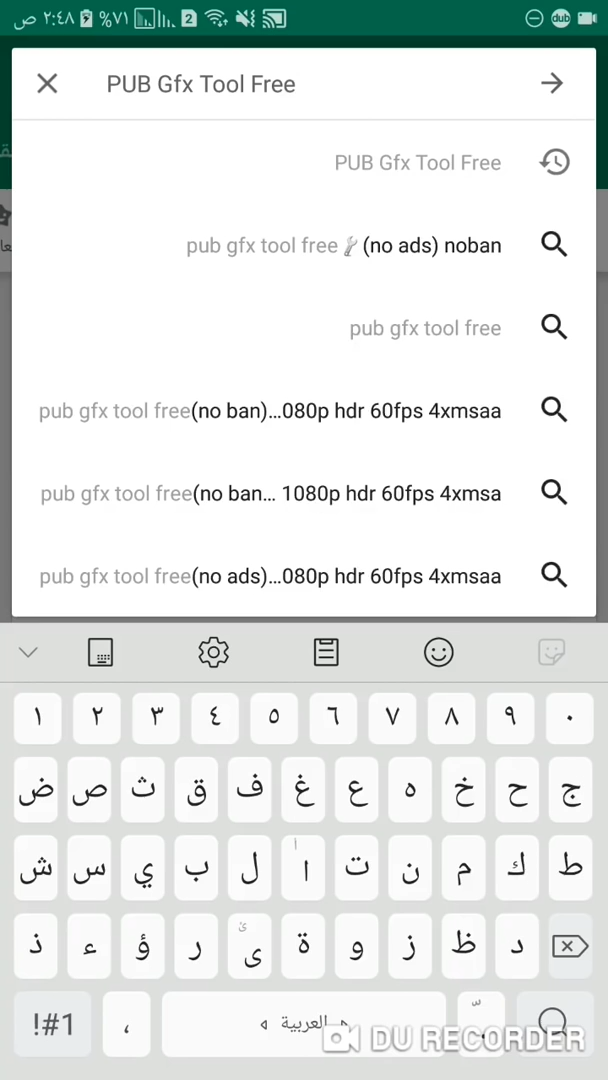 ص ٢:٤٨ %٧١ 2 dub
PUB Gfx Tool Free
PUB Gfx Tool Free
pub gfx tool free (no ads) noban
pub gfx tool free
pub gfx tool free(no ban)...080p hdr 60fps 4xmsaa
pub gfx tool free(no ban... 1080p hdr 60fps 4xmsa
pub gfx tool free(no ads)...080p hdr 60fps 4xmsaa
١ ٢ ٣ ٤ ٥ ٦ ٧ ٨ ٩ ٠
ض ص ث ق ف غ ع ه خ ح ج
ش س ي ب ل ا ت ن م ك ط
ذ ء ؤ ر ى ة و ز ظ د
!#1 ، العربية .
DU RECORDER